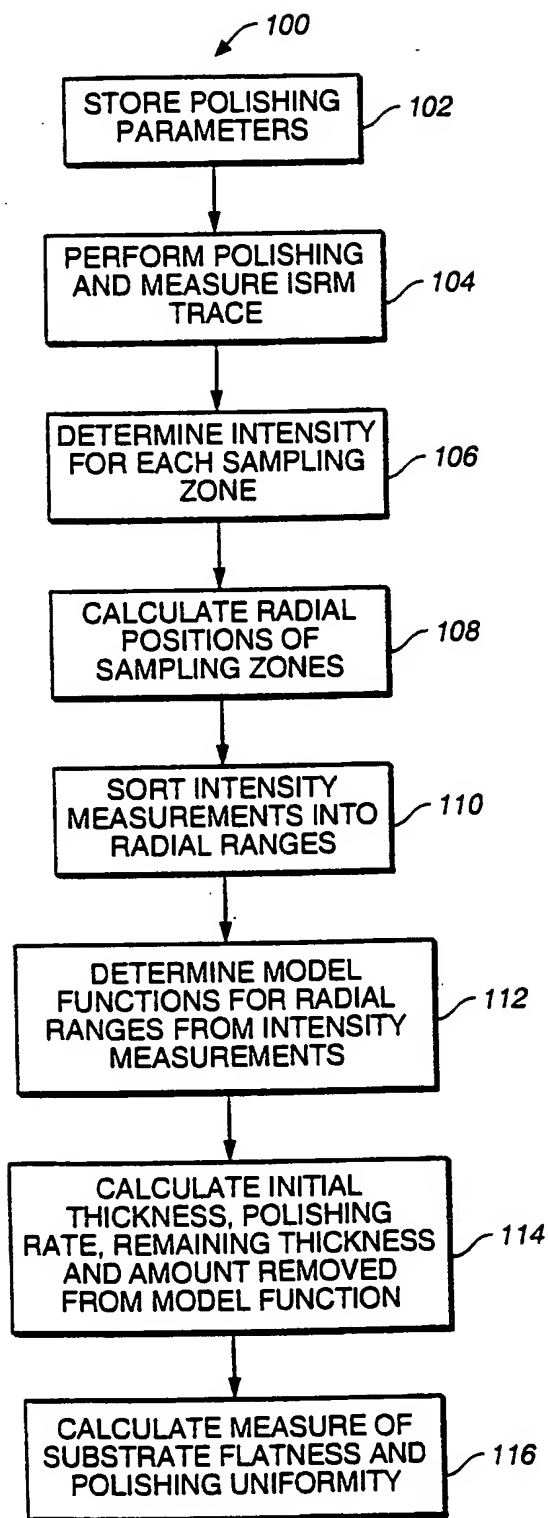 100
STORE POLISHING
PARAMETERS
102
PERFORM POLISHING
AND MEASURE ISRM
TRACE
104
DETERMINE INTENSITY
FOR EACH SAMPLING
ZONE
106
CALCULATE RADIAL
POSITIONS OF
SAMPLING ZONES
108
SORT INTENSITY
MEASUREMENTS INTO
RADIAL RANGES
110
DETERMINE MODEL
FUNCTIONS FOR RADIAL
RANGES FROM INTENSITY
MEASUREMENTS
112
CALCULATE INITIAL
THICKNESS, POLISHING
RATE, REMAINING THICKNESS
AND AMOUNT REMOVED
FROM MODEL FUNCTION
114
CALCULATE MEASURE OF
SUBSTRATE FLATNESS AND
POLISHING UNIFORMITY
116